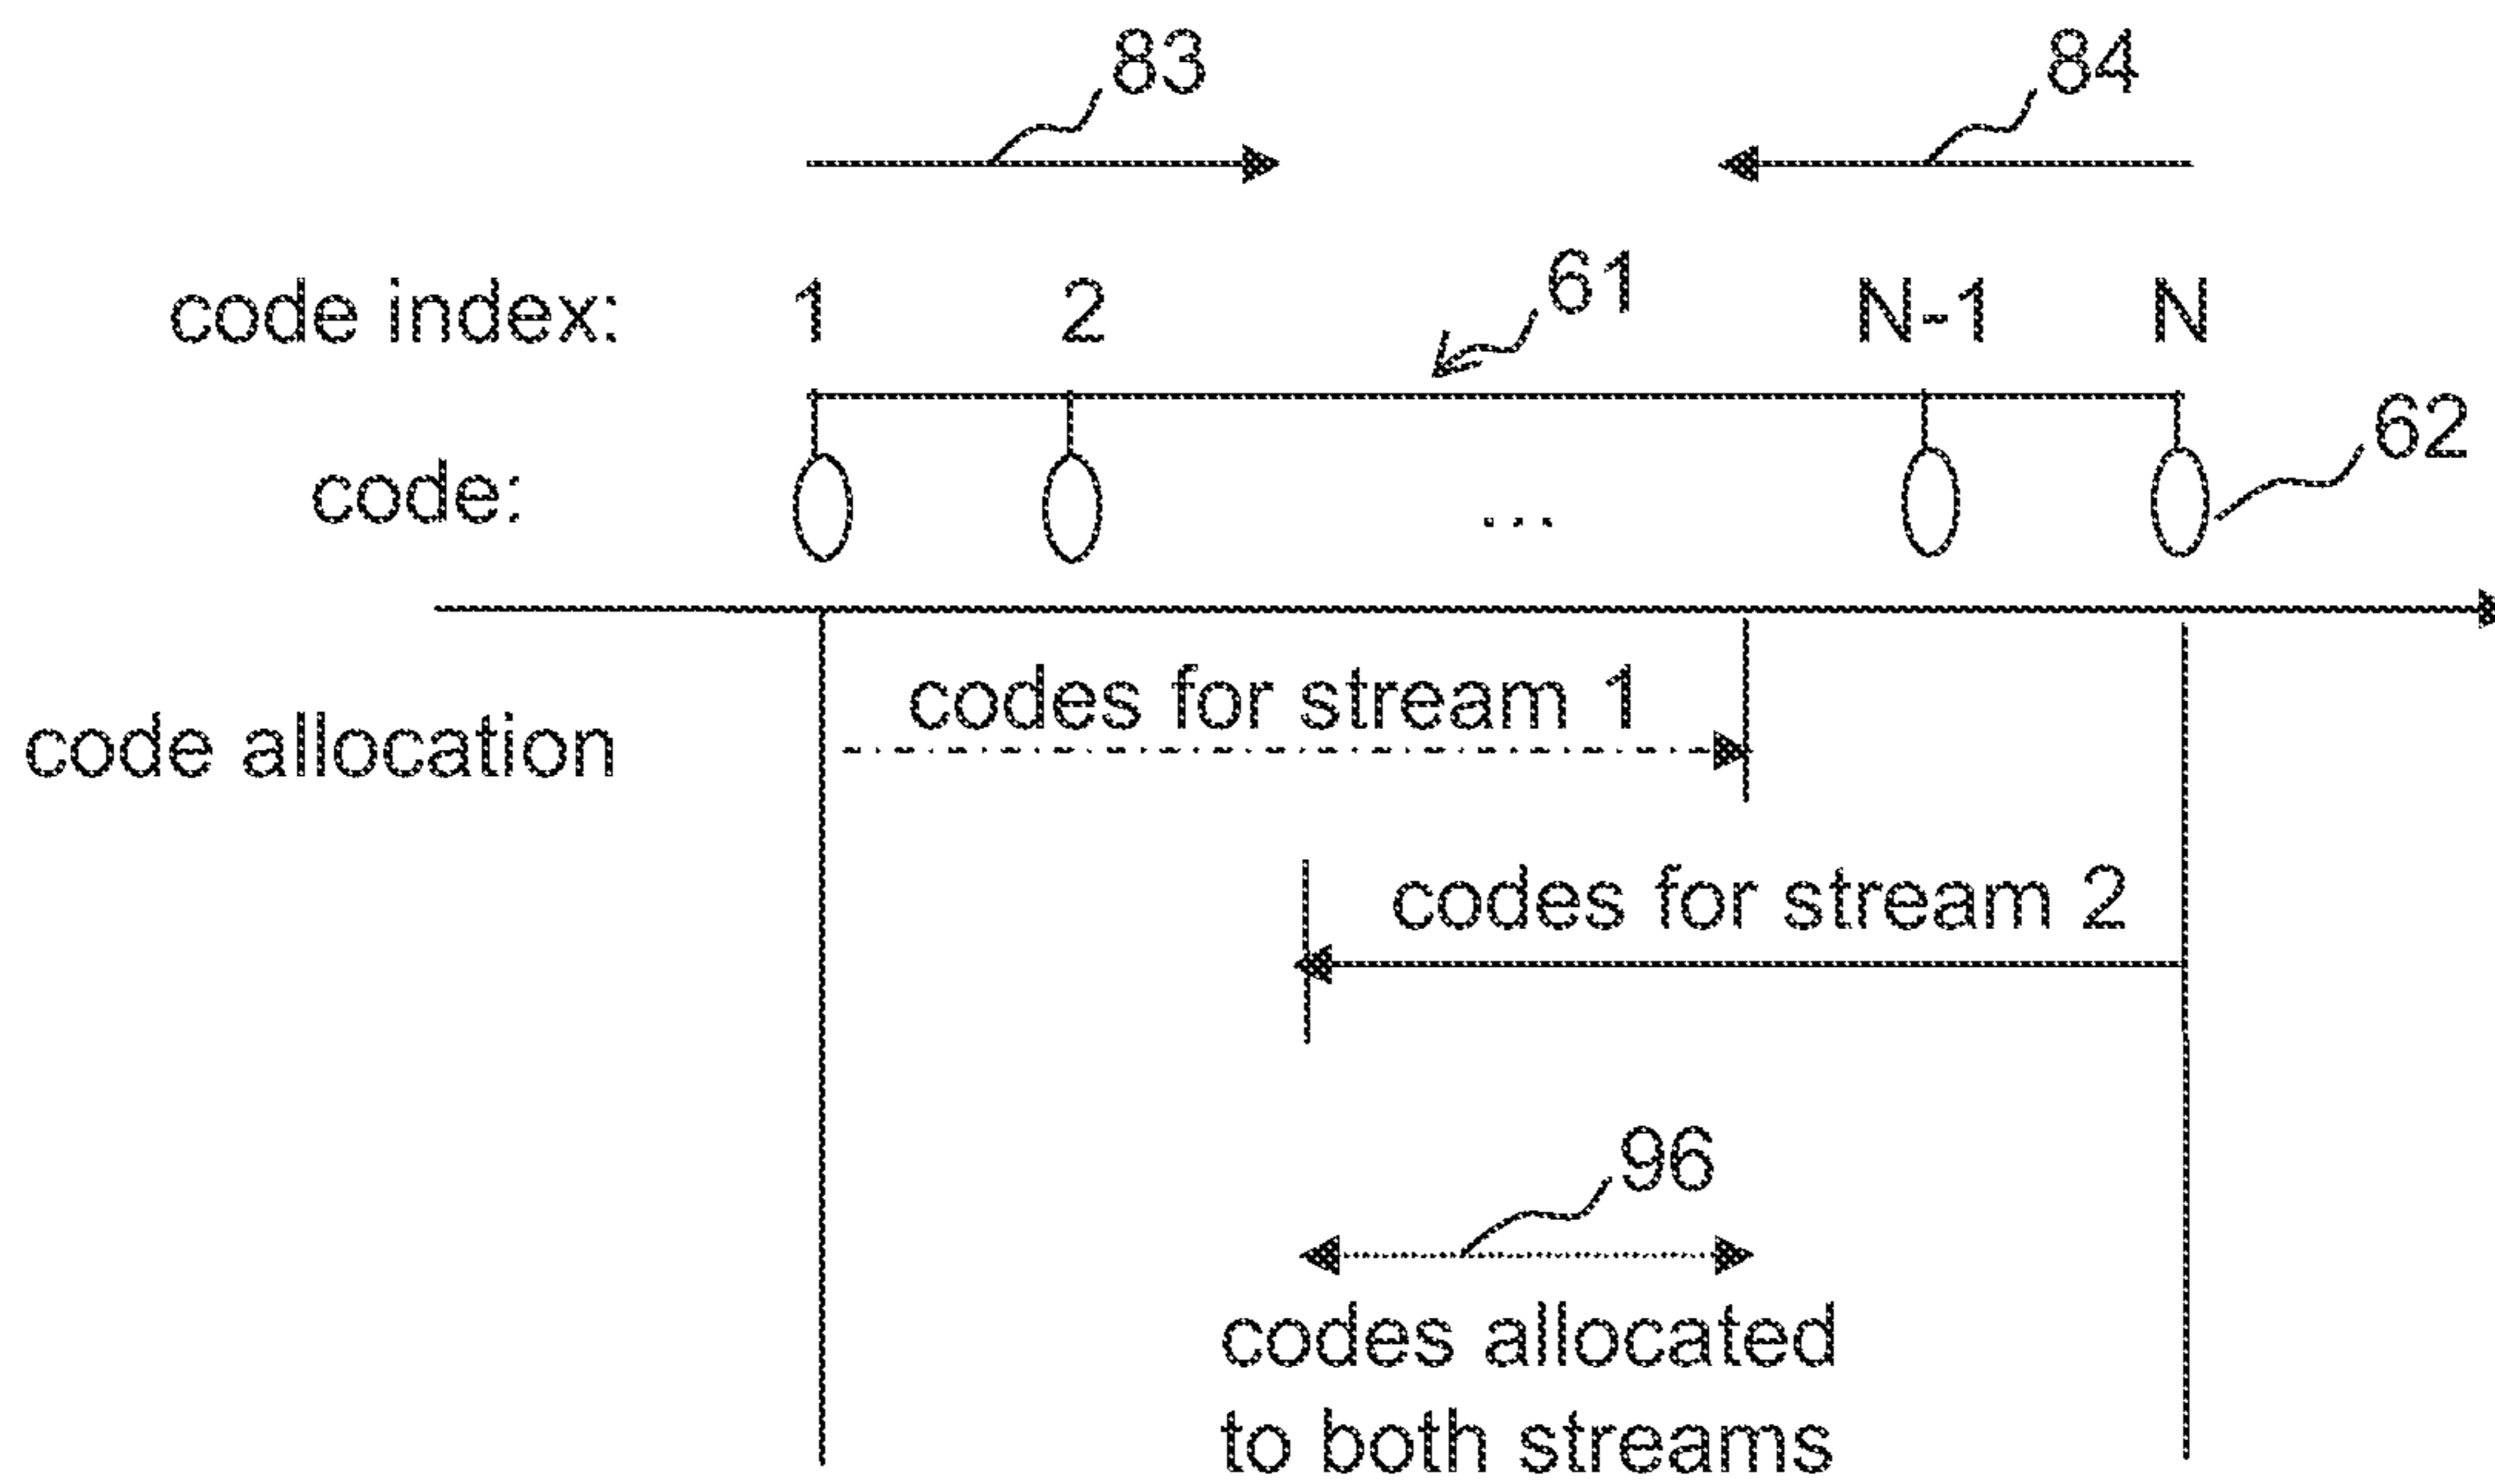 83 84
code index: 1 2 61 N-1 N
62
code: ...
codes for stream 1
code allocation
codes for stream 2
96
codes allocated
to both streams